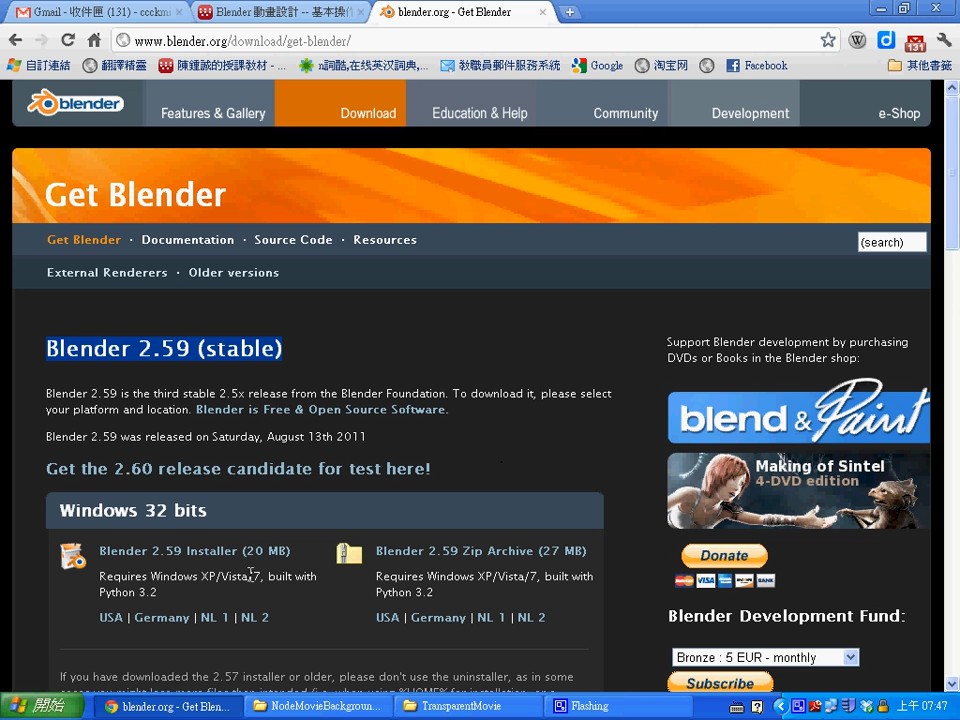 Gmail - 收件匣 (131) - ccckm
Blender 動畫設計 -- 基本操作
blender.org - Get Blender
www.blender.org/download/get-blender/
自訂連結
翻譯精靈
陳鍾誠的授課教材 - ...
n詞酷,在线英汉词典,...
教職員郵件服務系統
Google
淘宝网
Facebook
其他書籤
131
blender
Features & Gallery
Download
Education & Help
Community
Development
e-Shop
Get Blender
Get Blender · Documentation · Source Code · Resources
(search)
External Renderers · Older versions
Blender 2.59 (stable)
Blender 2.59 is the third stable 2.5x release from the Blender Foundation. To download it, please select
your platform and location. Blender is Free & Open Source Software.
Blender 2.59 was released on Saturday, August 13th 2011
Get the 2.60 release candidate for test here!
Windows 32 bits
Blender 2.59 Installer (20 MB)
Requires Windows XP/Vista/7, built with
Python 3.2
USA | Germany | NL 1 | NL 2
Blender 2.59 Zip Archive (27 MB)
Requires Windows XP/Vista/7, built with
Python 3.2
USA | Germany | NL 1 | NL 2
If you have downloaded the 2.57 installer or older, please don't use the uninstaller, as in some
Support Blender development by purchasing
DVDs or Books in the Blender shop:
blend & Paint
Making of Sintel
4-DVD edition
Donate
VISA
BANK
Blender Development Fund:
Bronze : 5 EUR - monthly
Subscribe
開始
blender.org - Get Blen...
NodeMovieBackgroun...
TransparentMovie
Flashing
上午 07:47